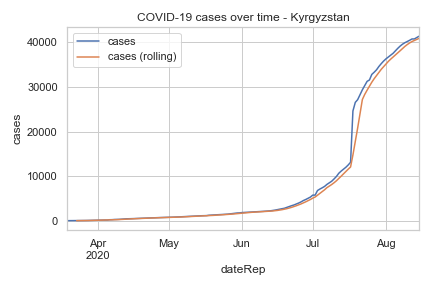 COVID-19 cases over time - Kyrgyzstan
cases
cases (rolling)
40000
30000
20000
10000
0
cases
Apr
2020
May
Jun
Jul
Aug
dateRep